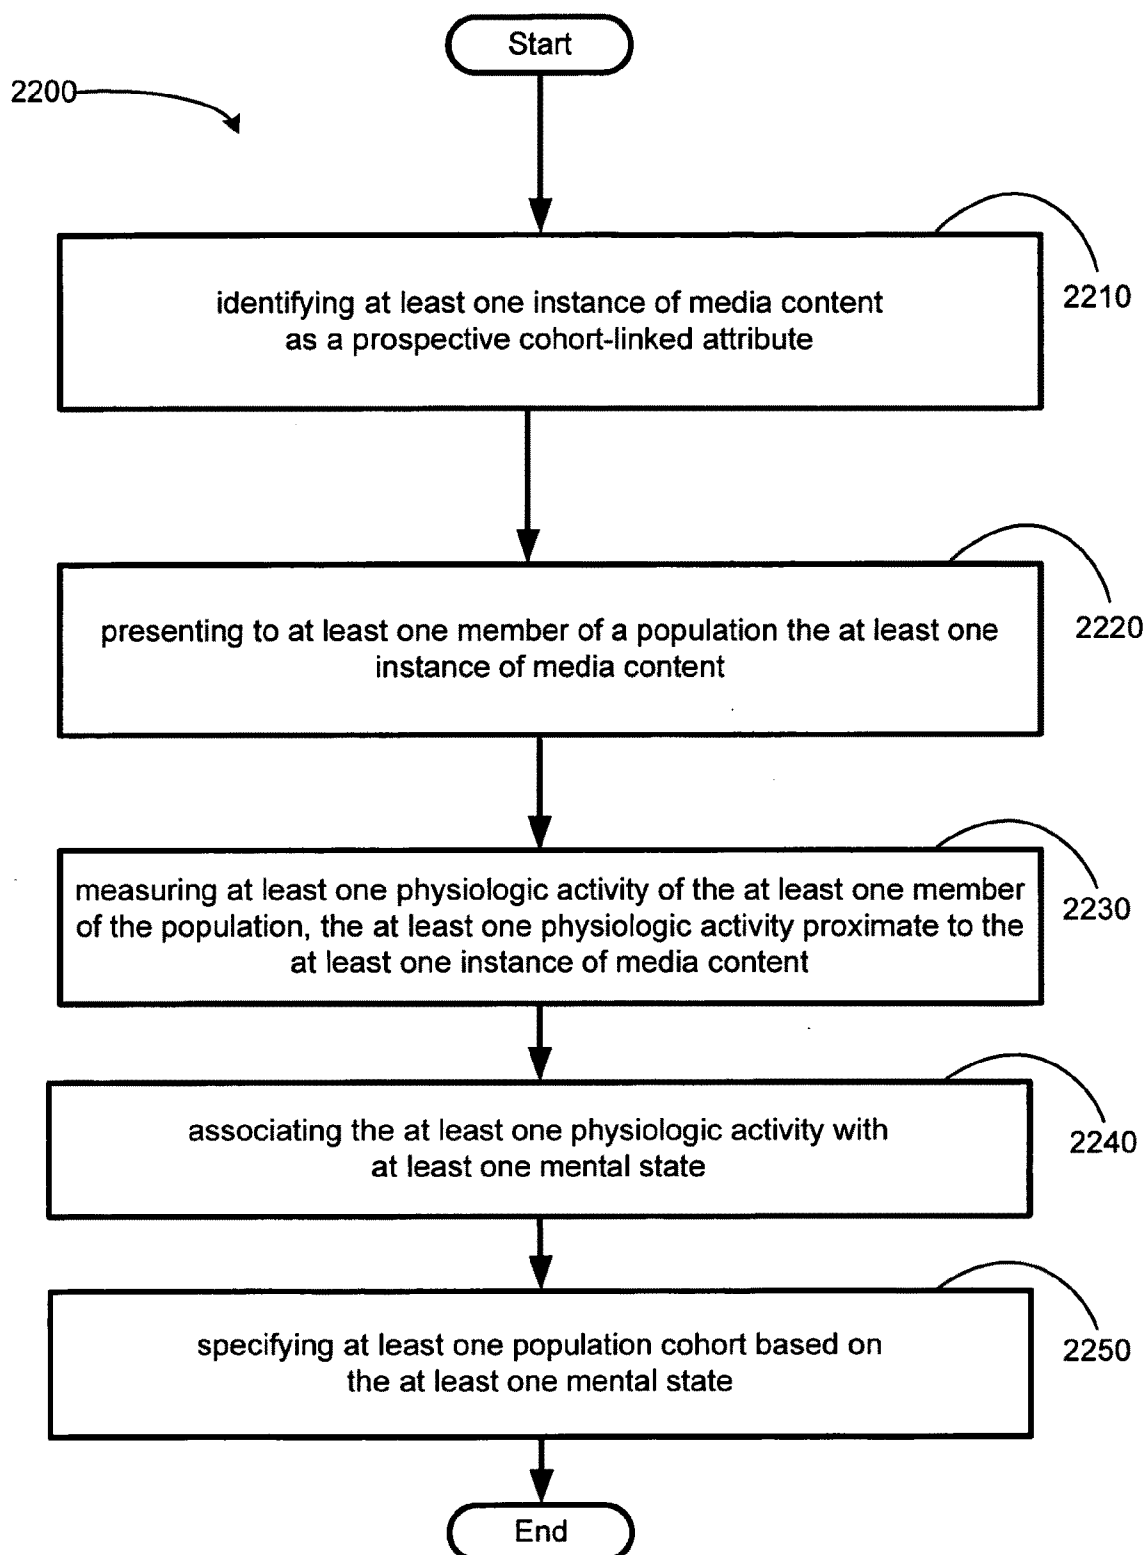 Start
2200
identifying at least one instance of media content
as a prospective cohort-linked attribute
2210
presenting to at least one member of a population the at least one
instance of media content
2220
measuring at least one physiologic activity of the at least one member
of the population, the at least one physiologic activity proximate to the
at least one instance of media content
2230
associating the at least one physiologic activity with
at least one mental state
2240
specifying at least one population cohort based on
the at least one mental state
2250
End